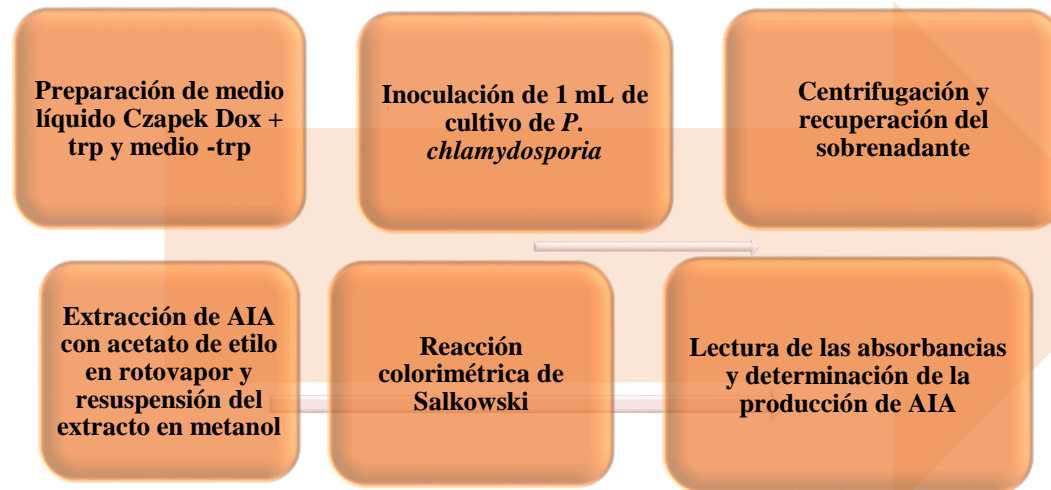 Preparación de medio
líquido Czapek Dox +
trp y medio -trp
Inoculación de 1 mL de
cultivo de P.
chlamydosporia
Centrifugación y
recuperación del
sobrenadante
Extracción de AIA
con acetato de etilo
en rotovapor y
resuspensión del
extracto en metanol
Reacción
colorimétrica de
Salkowski
Lectura de las absorbancias
y determinación de la
producción de AIA